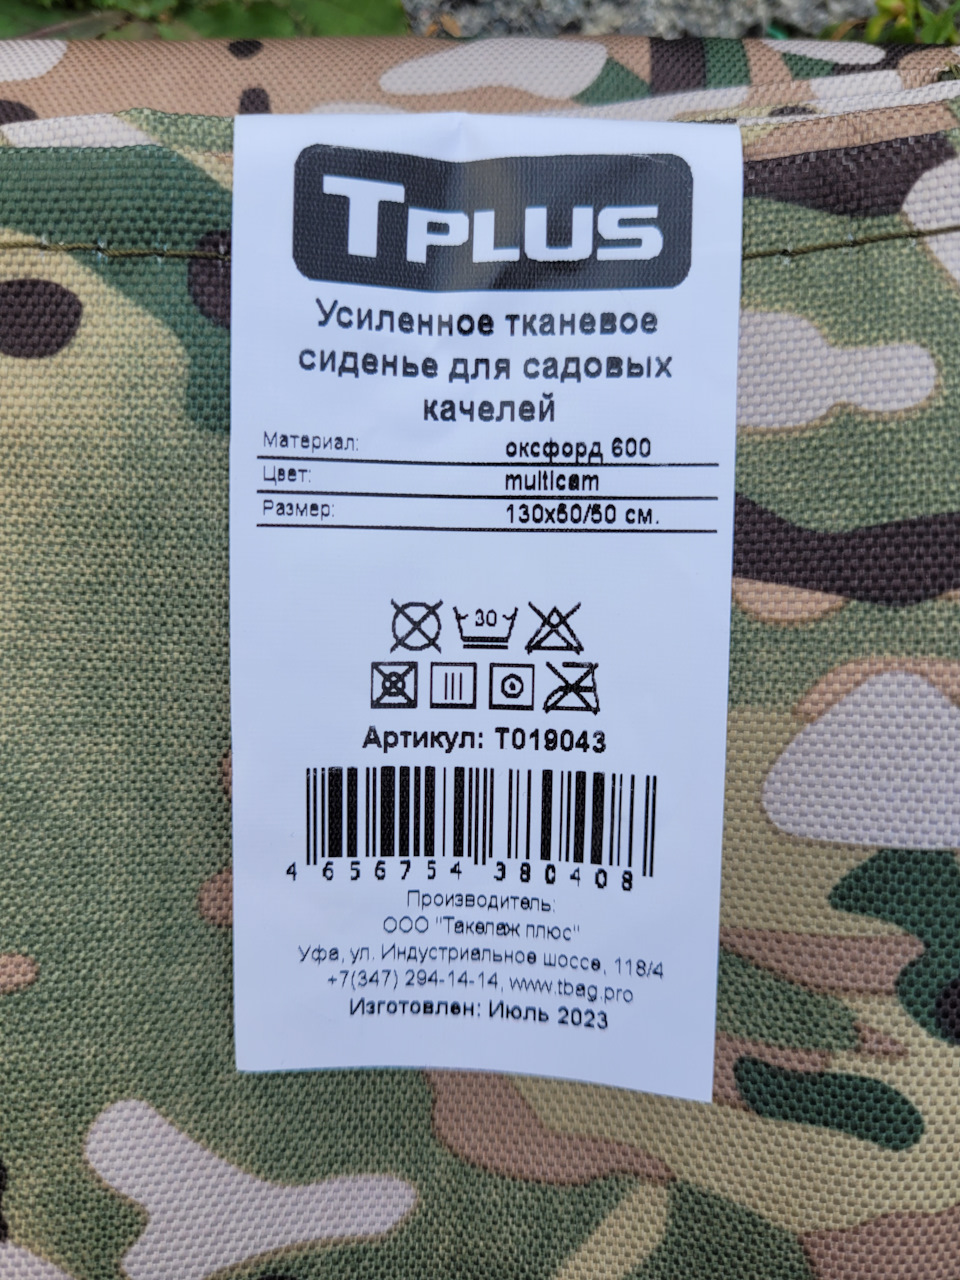 TPLUS
Усиленное тканевое
сиденье для садовых
качелей
Материал: оксфорд 600
Цвет: multicam
Размер: 130х50/50 см.
30
Артикул: Т019043
4 656754 380408
Производитель:
ООО "Такелаж плюс"
Уфа, ул. Индустриальное шоссе, 118/4
+7(347) 294-14-14, www.tbag.pro
Изготовлен: Июль 2023